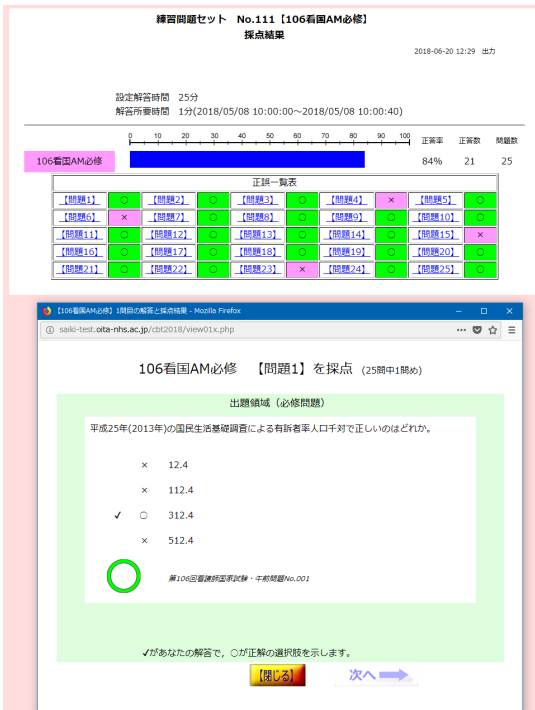 練習問題セット No.111【106看国AM必修】
採点結果
2018-06-20 12:29 出力
設定解答時間 25分
解答所要時間 1分(2018/05/08 10:00:00～2018/05/08 10:00:40)
0 10 20 30 40 50 60 70 80 90 100 正答率 正答数 問題数
106看国AM必修 84% 21 25
正誤一覧表
【問題1】 ○ 【問題2】 ○ 【問題3】 ○ 【問題4】 × 【問題5】 ○
【問題6】 × 【問題7】 ○ 【問題8】 ○ 【問題9】 ○ 【問題10】 ○
【問題11】 ○ 【問題12】 ○ 【問題13】 ○ 【問題14】 ○ 【問題15】 ×
【問題16】 ○ 【問題17】 ○ 【問題18】 ○ 【問題19】 ○ 【問題20】 ○
【問題21】 ○ 【問題22】 ○ 【問題23】 × 【問題24】 ○ 【問題25】 ○
【106看国AM必修】1問目の解答と採点結果 - Mozilla Firefox
saiki-test.oita-nhs.ac.jp/cbt2018/view01x.php
106看国AM必修 【問題1】を採点 (25問中1問め)
出題領域（必修問題）
平成25年(2013年)の国民生活基礎調査による有訴者率人口千対で正しいのはどれか。
× 12.4
× 112.4
✓ ○ 312.4
× 512.4
第106回看護師国家試験・午前問題No.001
✓があなたの解答で，○が正解の選択肢を示します。
【閉じる】 次へ